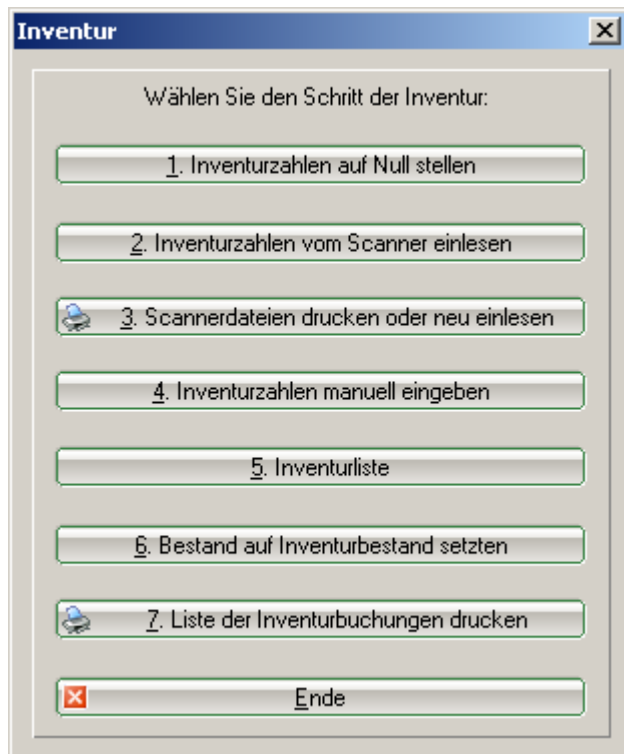 Inventur
Wählen Sie den Schritt der Inventur:
1. Inventurzahlen auf Null stellen
2. Inventurzahlen vom Scanner einlesen
3. Scannerdateien drucken oder neu einlesen
4. Inventurzahlen manuell eingeben
5. Inventurliste
6. Bestand auf Inventurbestand setzten
7. Liste der Inventurbuchungen drucken
Ende